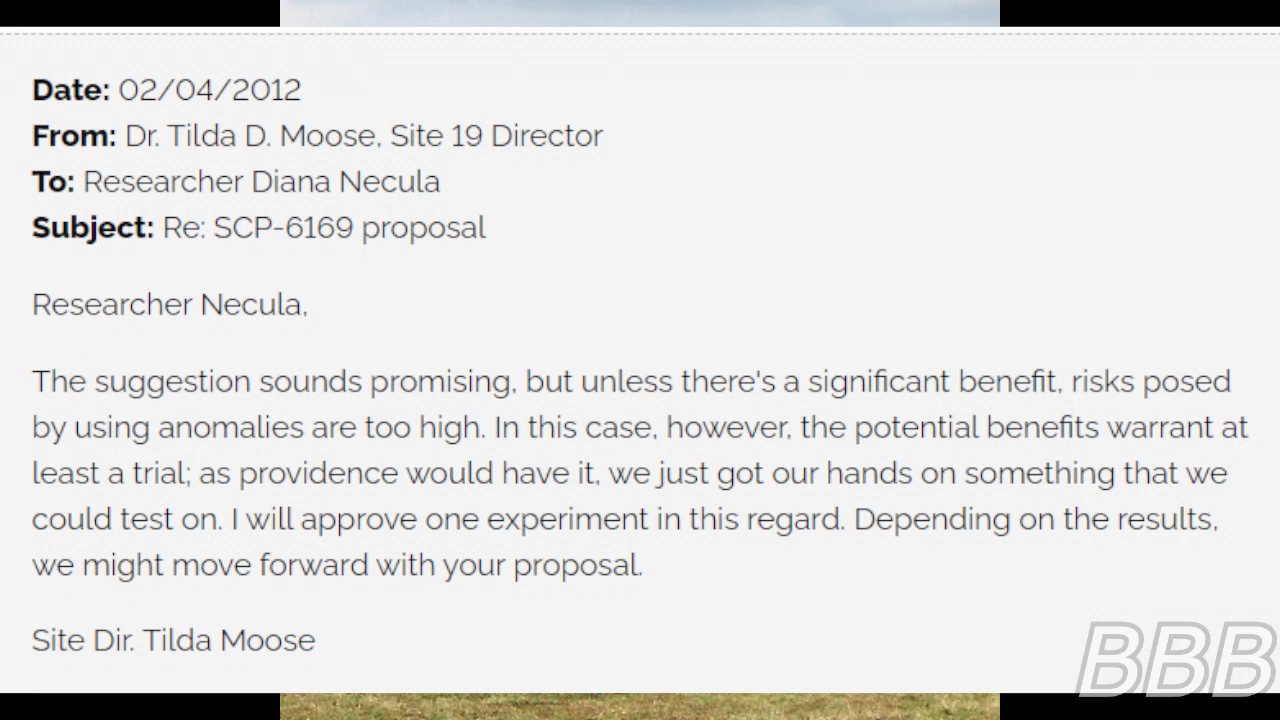 Date: 02/04/2012
From: Dr. Tilda D. Moose, Site 19 Director
To: Researcher Diana Necula
Subject: Re: SCP-6169 proposal
Researcher Necula,
The suggestion sounds promising, but unless there's a significant benefit, risks posed
by using anomalies are too high. In this case, however, the potential benefits warrant at
least a trial; as providence would have it, we just got our hands on something that we
could test on. I will approve one experiment in this regard. Depending on the results,
we might move forward with your proposal.
Site Dir. Tilda Moose
BBB